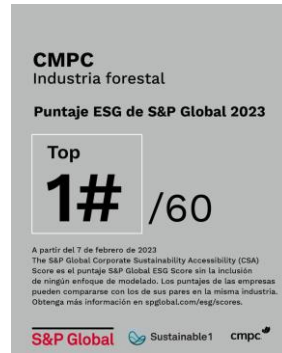 CMPC
Industria forestal
Puntaje ESG de S&P Global 2023
Top
1# /60
A partir del 7 de febrero de 2023
The S&P Global Corporate Sustainability Accessibility (CSA)
Score es el puntaje S&P Global ESG Score sin la inclusión
de ningún enfoque de modelado. Los puntajes de las empresas
pueden compararse con los de sus pares en la misma industria.
Obtenga más información en spglobal.com/esg/scores.
S&P Global Sustainable1 cmpc